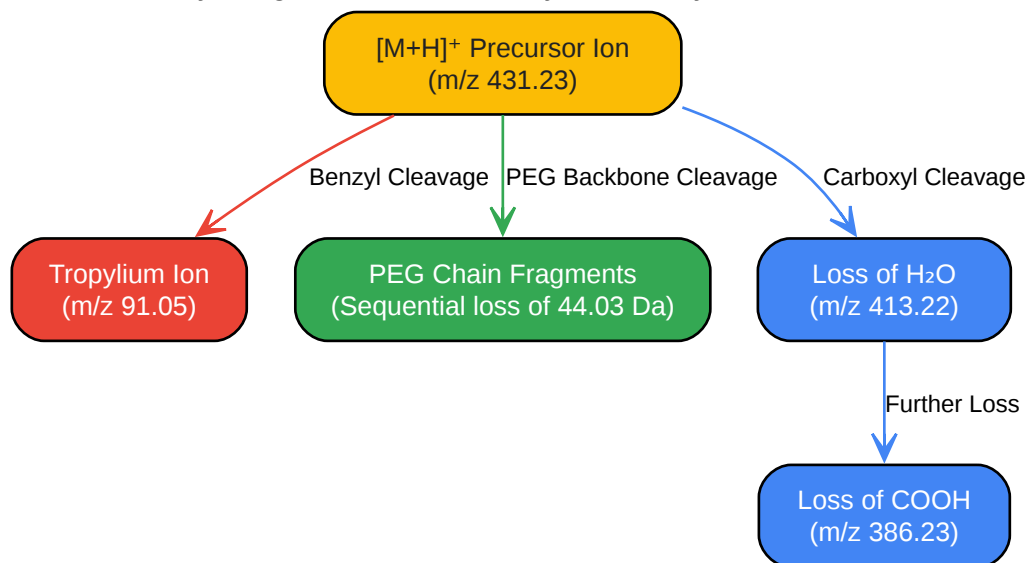 [M+H]⁺ Precursor Ion
(m/z 431.23)
Benzyl Cleavage
PEG Backbone Cleavage
Carboxyl Cleavage
Tropylium Ion
(m/z 91.05)
PEG Chain Fragments
(Sequential loss of 44.03 Da)
Loss of H₂O
(m/z 413.22)
Further Loss
Loss of COOH
(m/z 386.23)